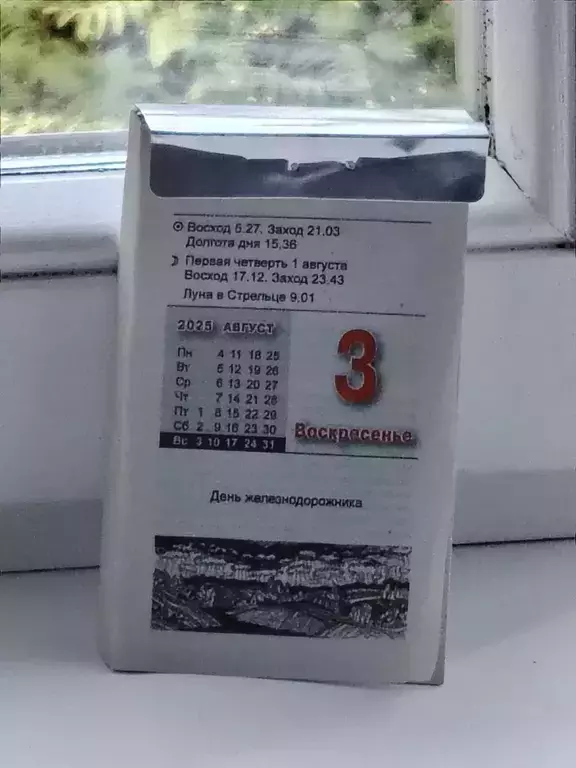 Восход 5.27. Заход 21.03
Долгота дня 15.36
Первая четверть 1 августа
Восход 17.12. Заход 23.43
Луна в Стрельце 9.01
2025 АВГУСТ
Пн 4 11 18 25
Вт 5 12 19 26
Ср 6 13 20 27
Чт 7 14 21 28
Пт 1 8 15 22 29
Сб 2 9 16 23 30
Вс 3 10 17 24 31
3
Воскресенье
День железнодорожника